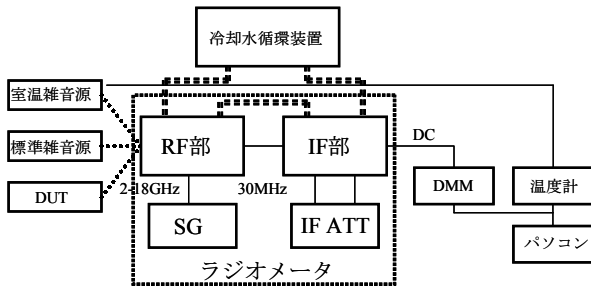 冷却水循環装置
室温雑音源
標準雑音源
DUT
RF部
IF部
DC
2-18GHz
30MHz
SG
IF ATT
DMM
温度計
パソコン
ラジオメータ